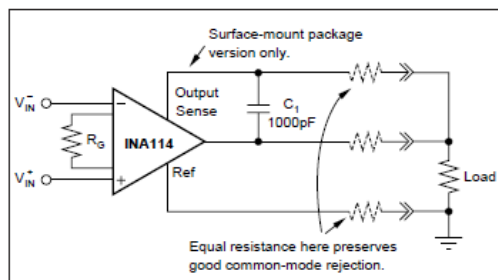 Surface-mount package
version only.
Output
Sense
C1
1000pF
V−IN
RG
INA114
V+IN
Ref
Load
Equal resistance here preserves
good common-mode rejection.